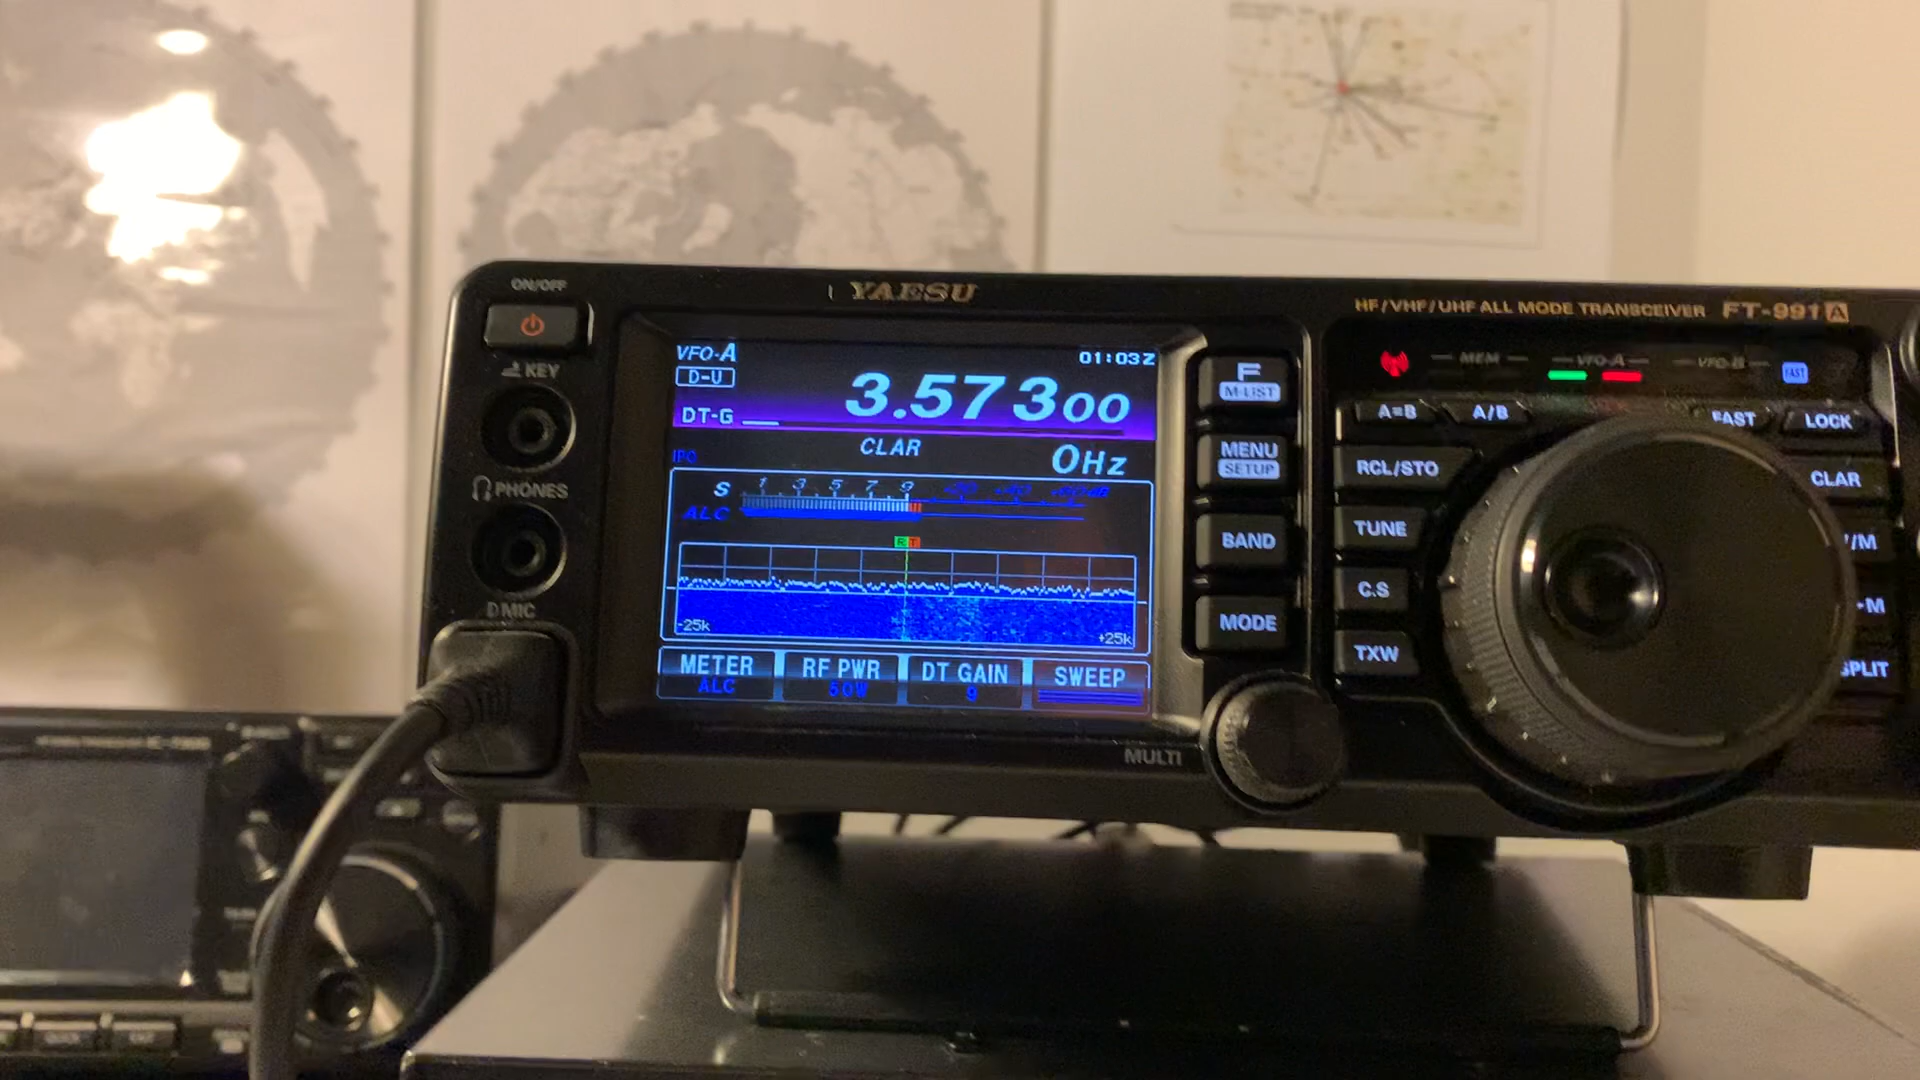 ON/OFF
YAESU
HF/VHF/UHF ALL MODE TRANSCEIVER FT-991A
KEY
PHONES
D MIC
VFO-A 01:03Z
D-U
3.573 00
DT-G
CLAR 0Hz
IPO
S 1 3 5 7 9
ALC
R T
-25k +25k
METER RF PWR DT GAIN SWEEP
ALC 50W 9
F
M-LIST
MENU
SETUP
BAND
MODE
MULTI
MEM VFO-A VFO-B FAST
A=B A/B FAST LOCK
RCL/STO CLAR
TUNE
C.S
TXW
SPLIT